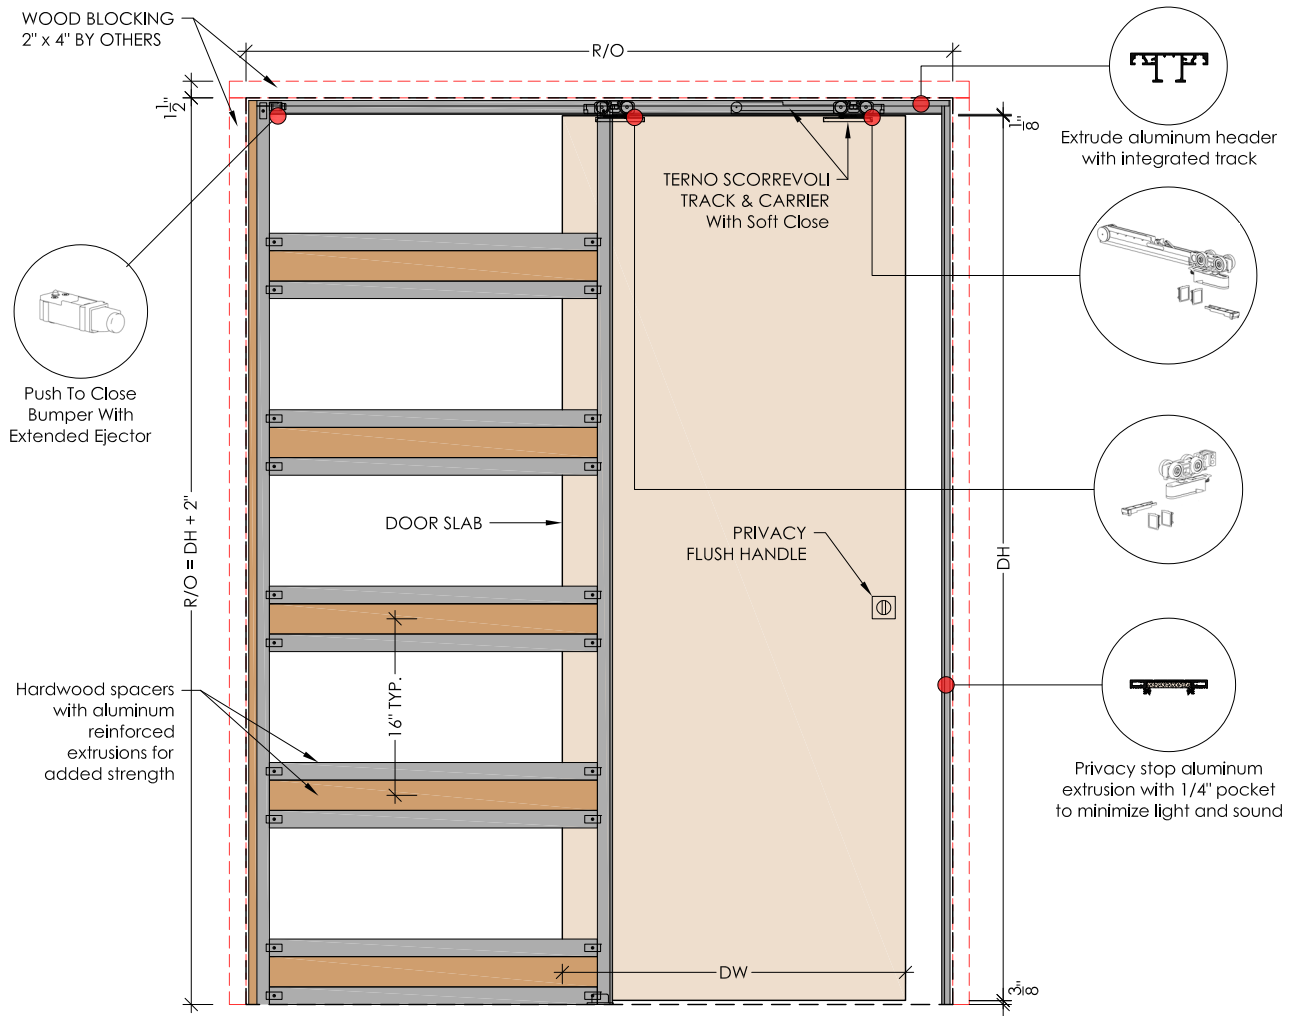 WOOD BLOCKING
2" x 4" BY OTHERS
R/O
1 1/2"
1/8"
Extrude aluminum header
with integrated track
TERNO SCORREVOLI
TRACK & CARRIER
With Soft Close
Push To Close
Bumper With
Extended Ejector
R/O = DH + 2"
DOOR SLAB
PRIVACY
FLUSH HANDLE
DH
16" TYP.
Hardwood spacers
with aluminum
reinforced
extrusions for
added strength
Privacy stop aluminum
extrusion with 1/4" pocket
to minimize light and sound
DW
3/8"